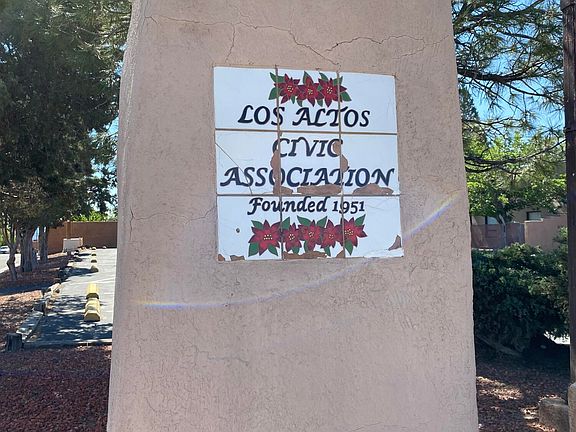 LOS ALTOS
CIVIC
ASSOCIATION
Founded 1951